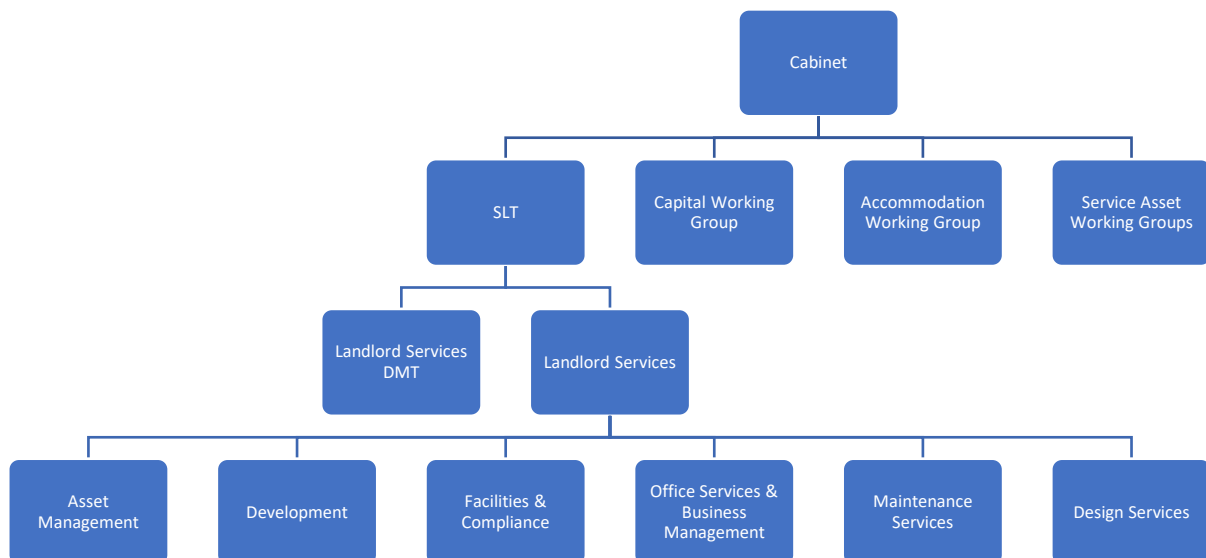 Cabinet
SLT
Capital Working
Group
Accommodation
Working Group
Service Asset
Working Groups
Landlord Services
DMT
Landlord Services
Asset
Management
Development
Facilities &
Compliance
Office Services &
Business
Management
Maintenance
Services
Design Services